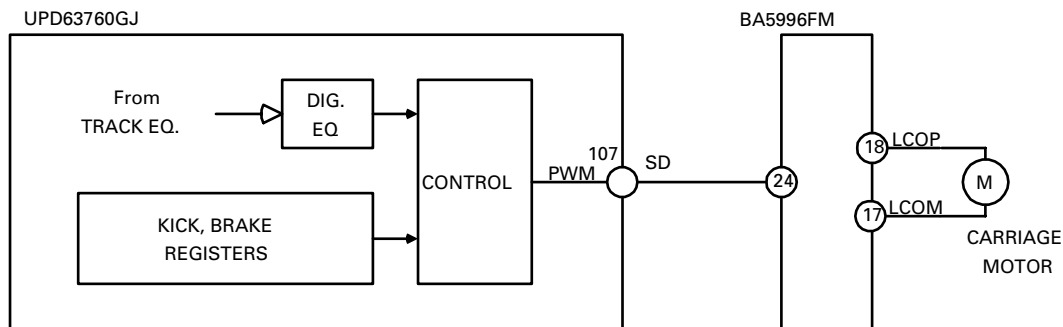 UPD63760GJ
BA5996FM
From
TRACK EQ.
DIG.
EQ
CONTROL
KICK, BRAKE
REGISTERS
PWM
107
SD
24
18
LCOP
17
LCOM
M
CARRIAGE
MOTOR